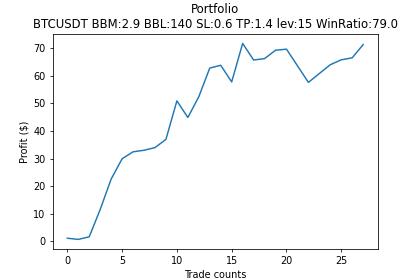 Portfolio
BTCUSDT BBM:2.9 BBL:140 SL:0.6 TP:1.4 lev:15 WinRatio:79.0
70
60
50
40
30
20
10
0
Profit ($)
0 5 10 15 20 25
Trade counts